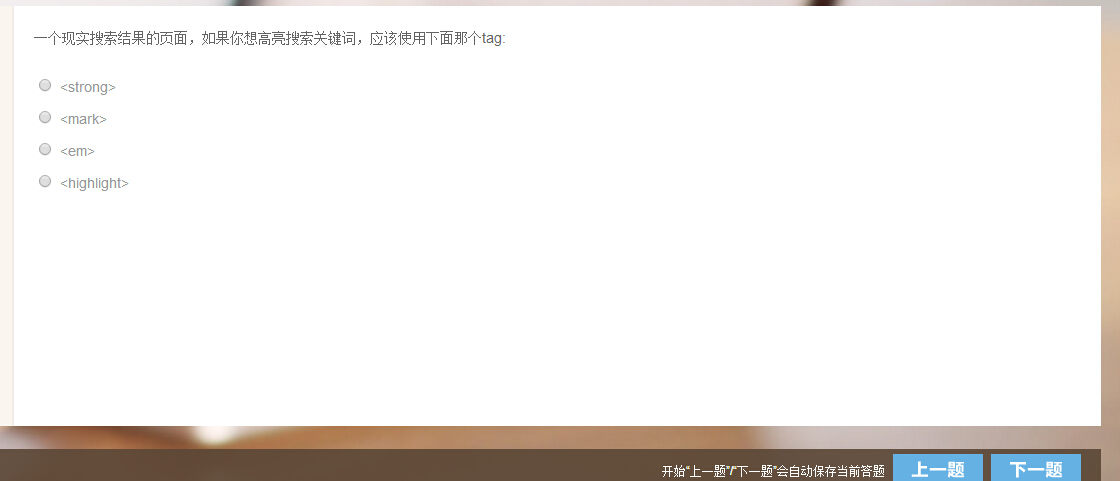 一个现实搜索结果的页面，如果你想高亮搜索关键词，应该使用下面那个tag:
<strong>
<mark>
<em>
<highlight>
开始“上一题”/“下一题”会自动保存当前答题 上一题 下一题